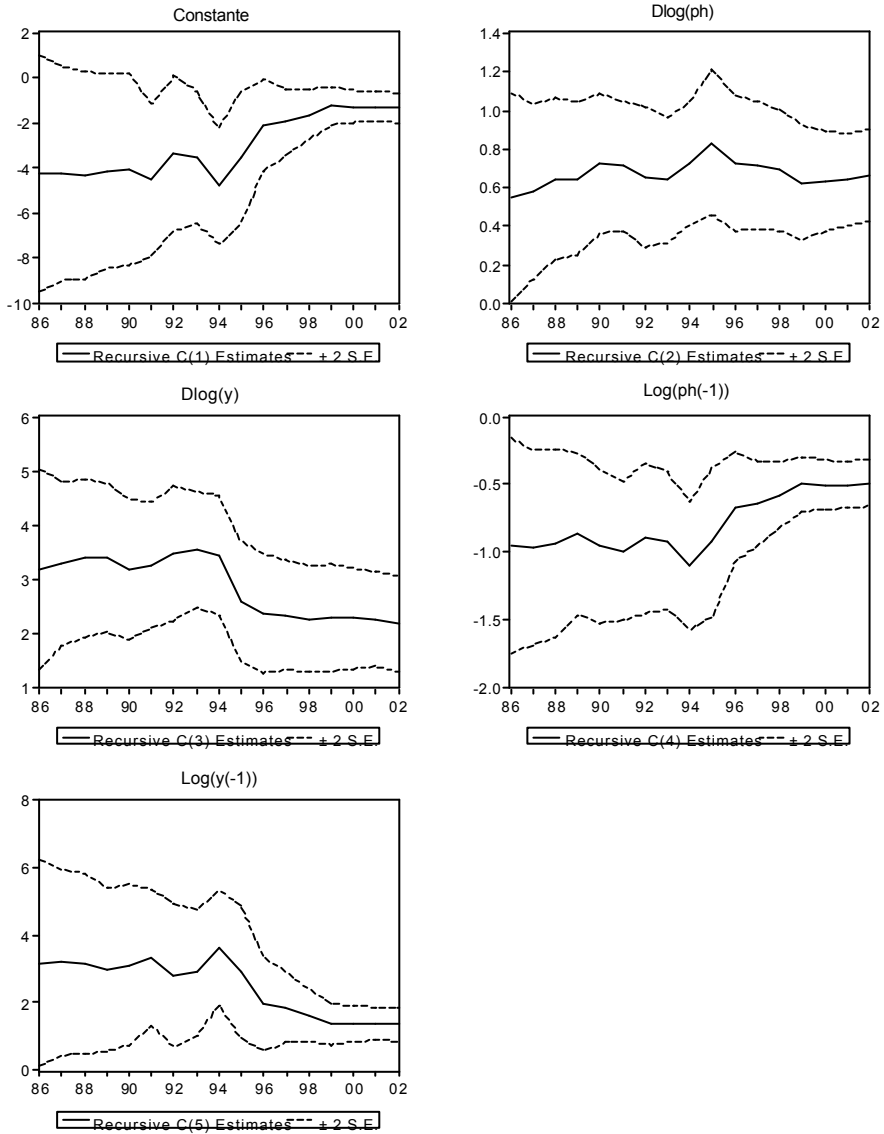 Constante
2
0
-2
-4
-6
-8
-10
86 88 90 92 94 96 98 00 02
Recursive C(1) Estimates ± 2 S.E.
Dlog(ph)
1.4
1.2
1.0
0.8
0.6
0.4
0.2
0.0
86 88 90 92 94 96 98 00 02
Recursive C(2) Estimates ± 2 S.E.
Dlog(y)
6
5
4
3
2
1
86 88 90 92 94 96 98 00 02
Recursive C(3) Estimates ± 2 S.E.
Log(ph(-1))
0.0
-0.5
-1.0
-1.5
-2.0
86 88 90 92 94 96 98 00 02
Recursive C(4) Estimates ± 2 S.E.
Log(y(-1))
8
6
4
2
0
86 88 90 92 94 96 98 00 02
Recursive C(5) Estimates ± 2 S.E.